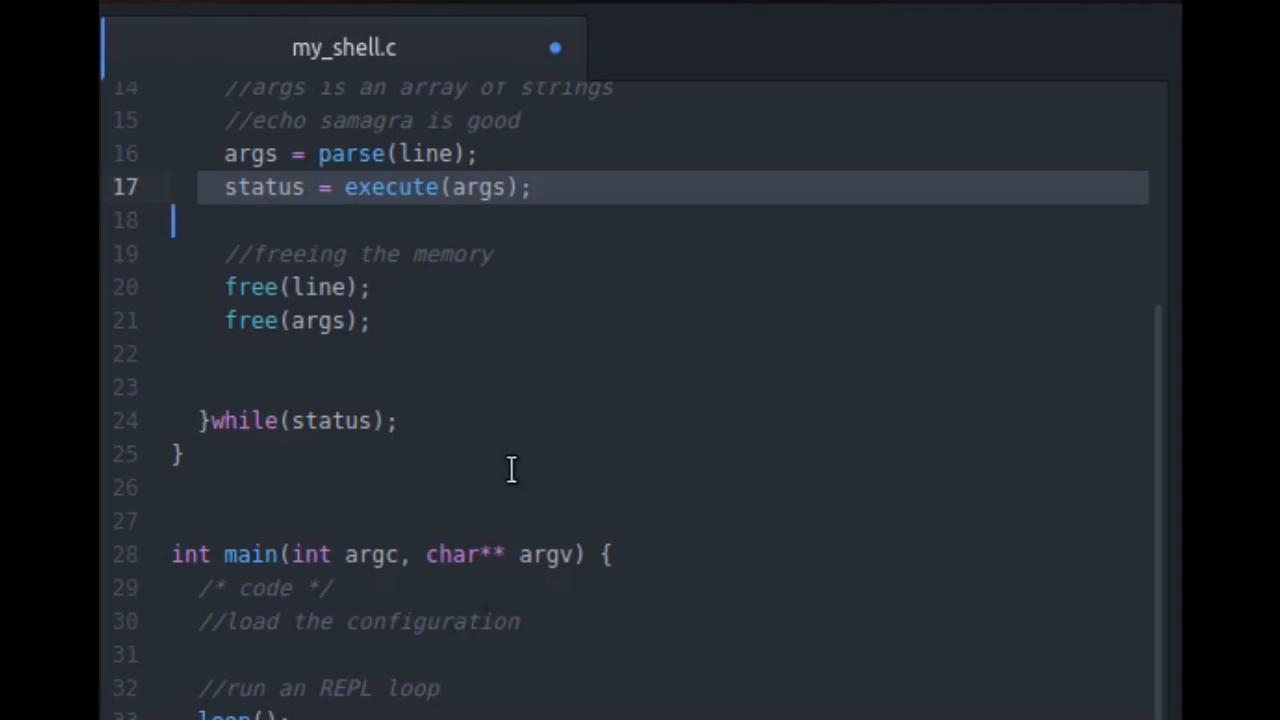 my_shell.c
14 //args is an array of strings
15 //echo samagra is good
16 args = parse(line);
17 status = execute(args);
18
19 //freeing the memory
20 free(line);
21 free(args);
22
23
24 }while(status);
25 }
26
27
28 int main(int argc, char** argv) {
29 /* code */
30 //load the configuration
31
32 //run an REPL loop
33 loop();